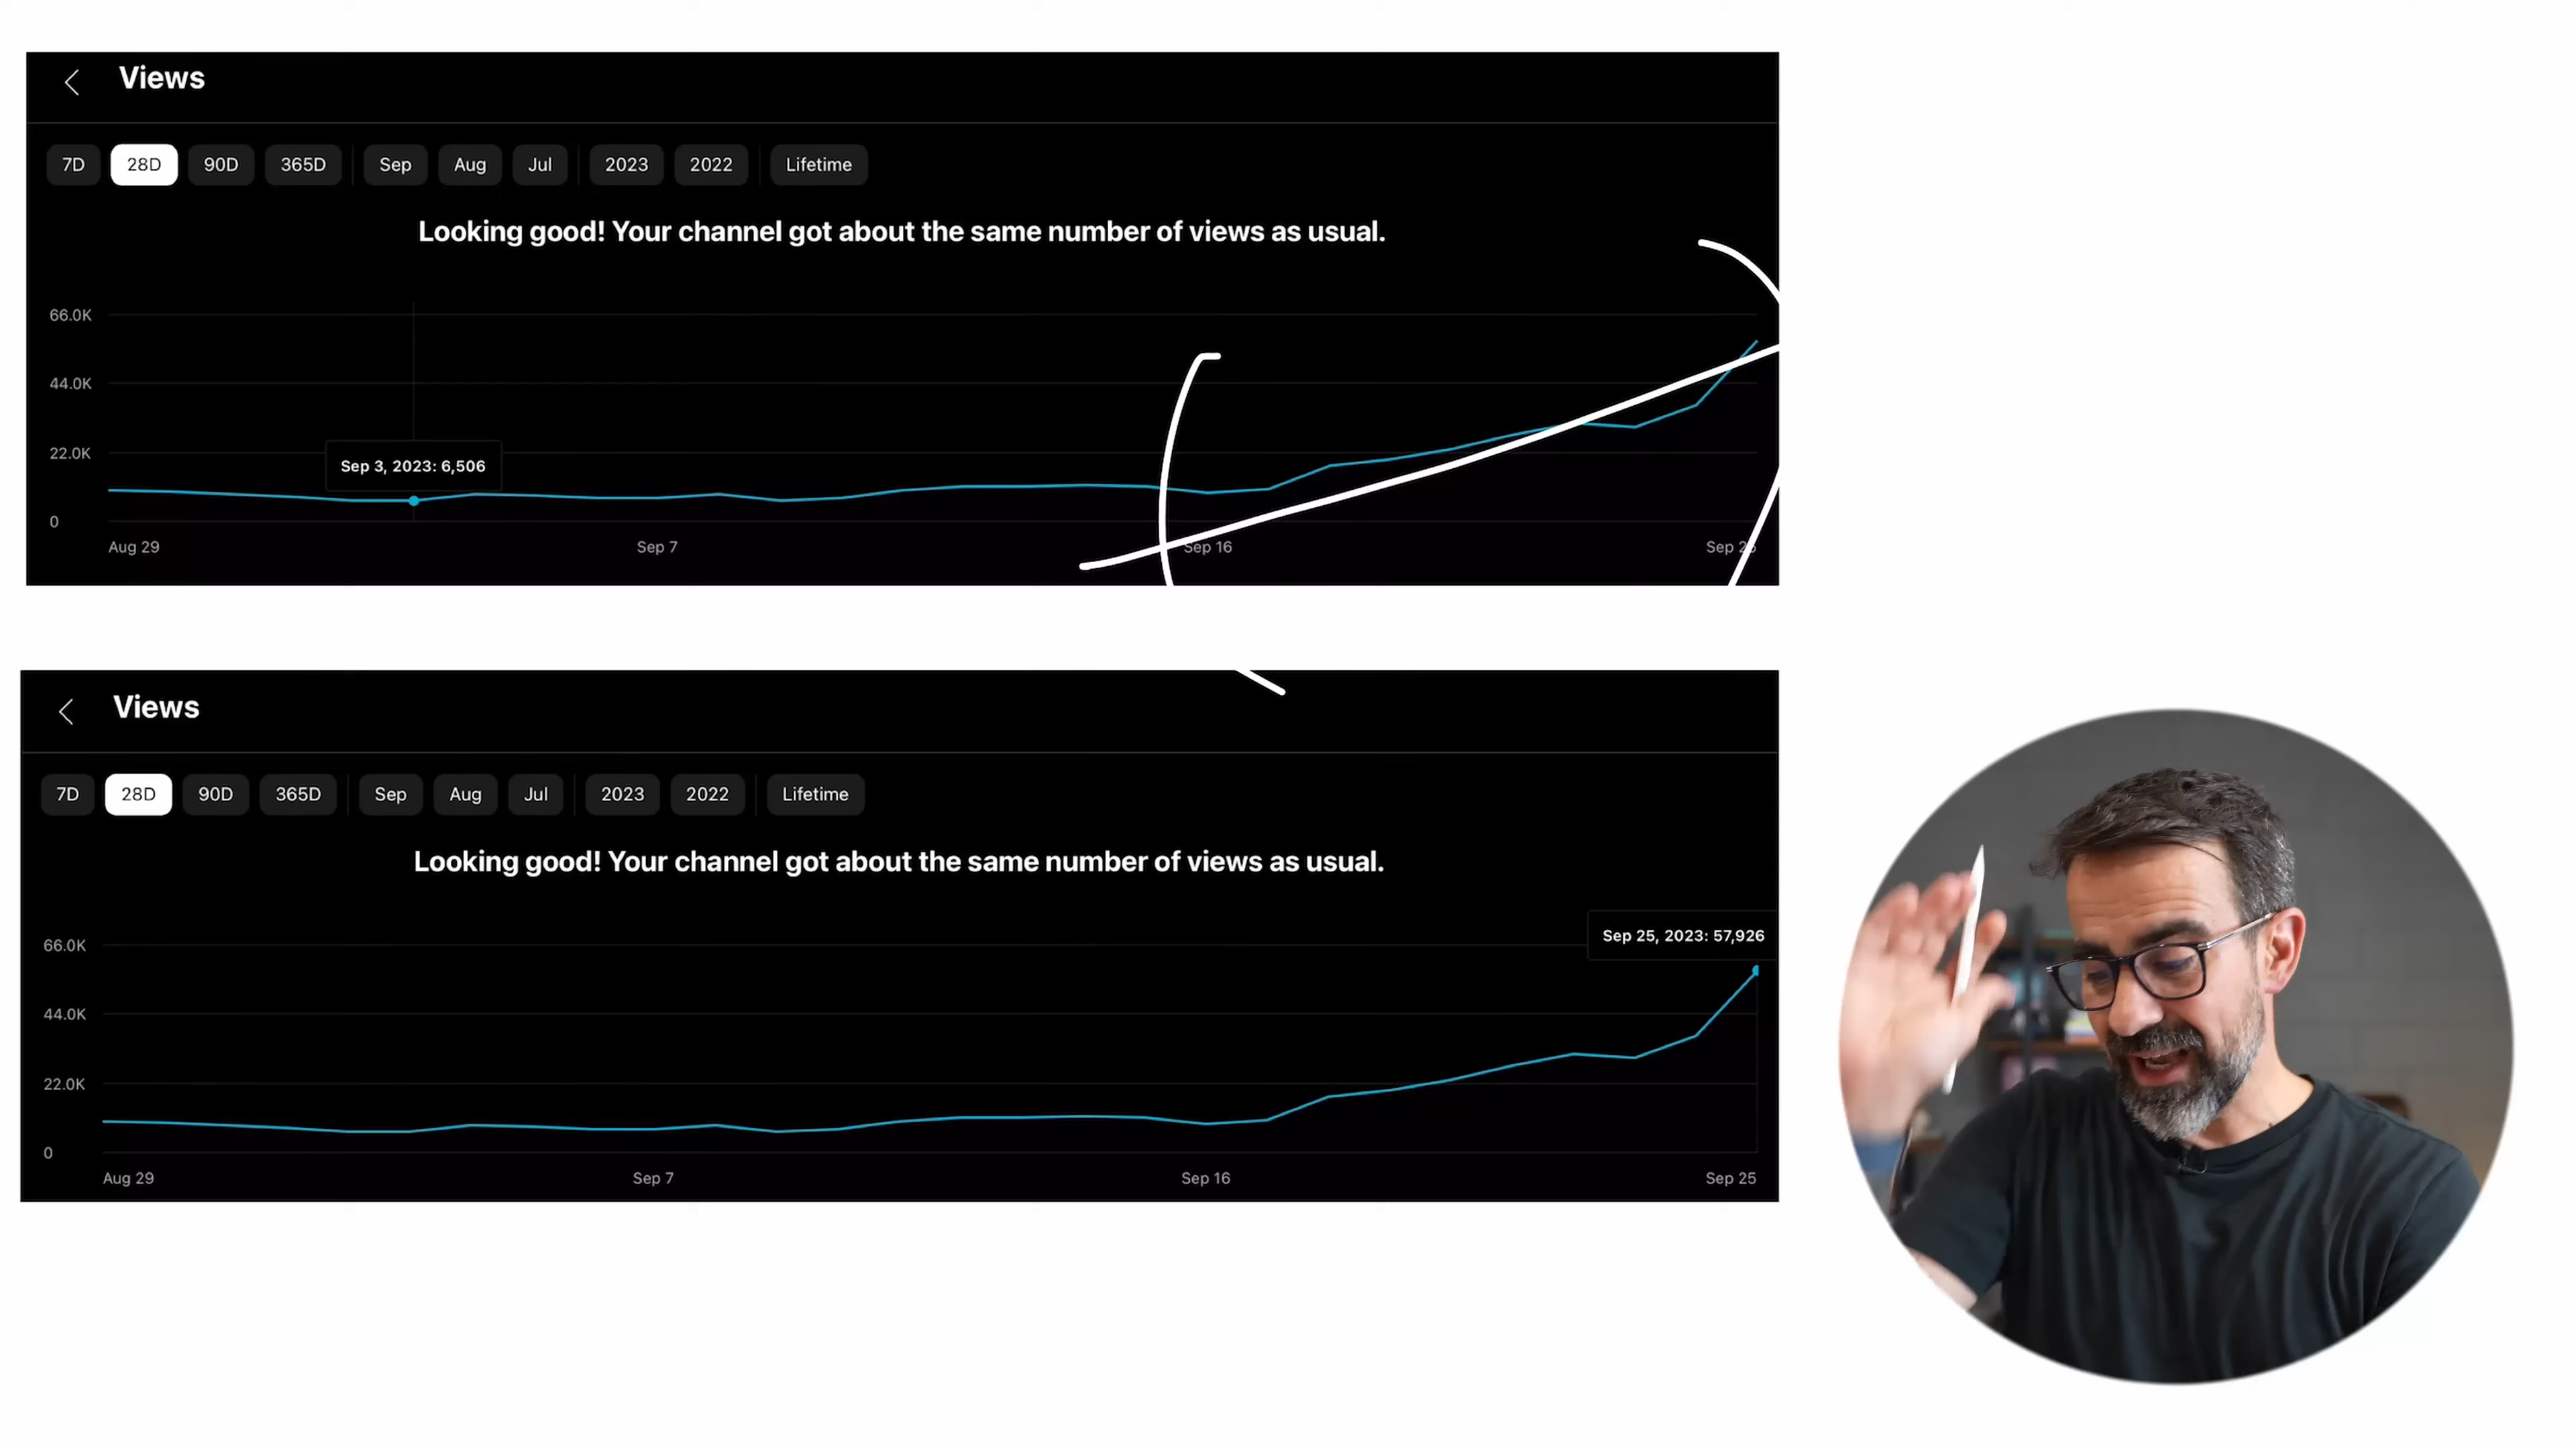 Views
7D 28D 90D 365D Sep Aug Jul 2023 2022 Lifetime
Looking good! Your channel got about the same number of views as usual.
66.0K
44.0K
22.0K
Sep 3, 2023: 6,506
0
Aug 29 Sep 7 Sep 16 Sep 25
Views
7D 28D 90D 365D Sep Aug Jul 2023 2022 Lifetime
Looking good! Your channel got about the same number of views as usual.
Sep 25, 2023: 57,926
66.0K
44.0K
22.0K
0
Aug 29 Sep 7 Sep 16 Sep 25